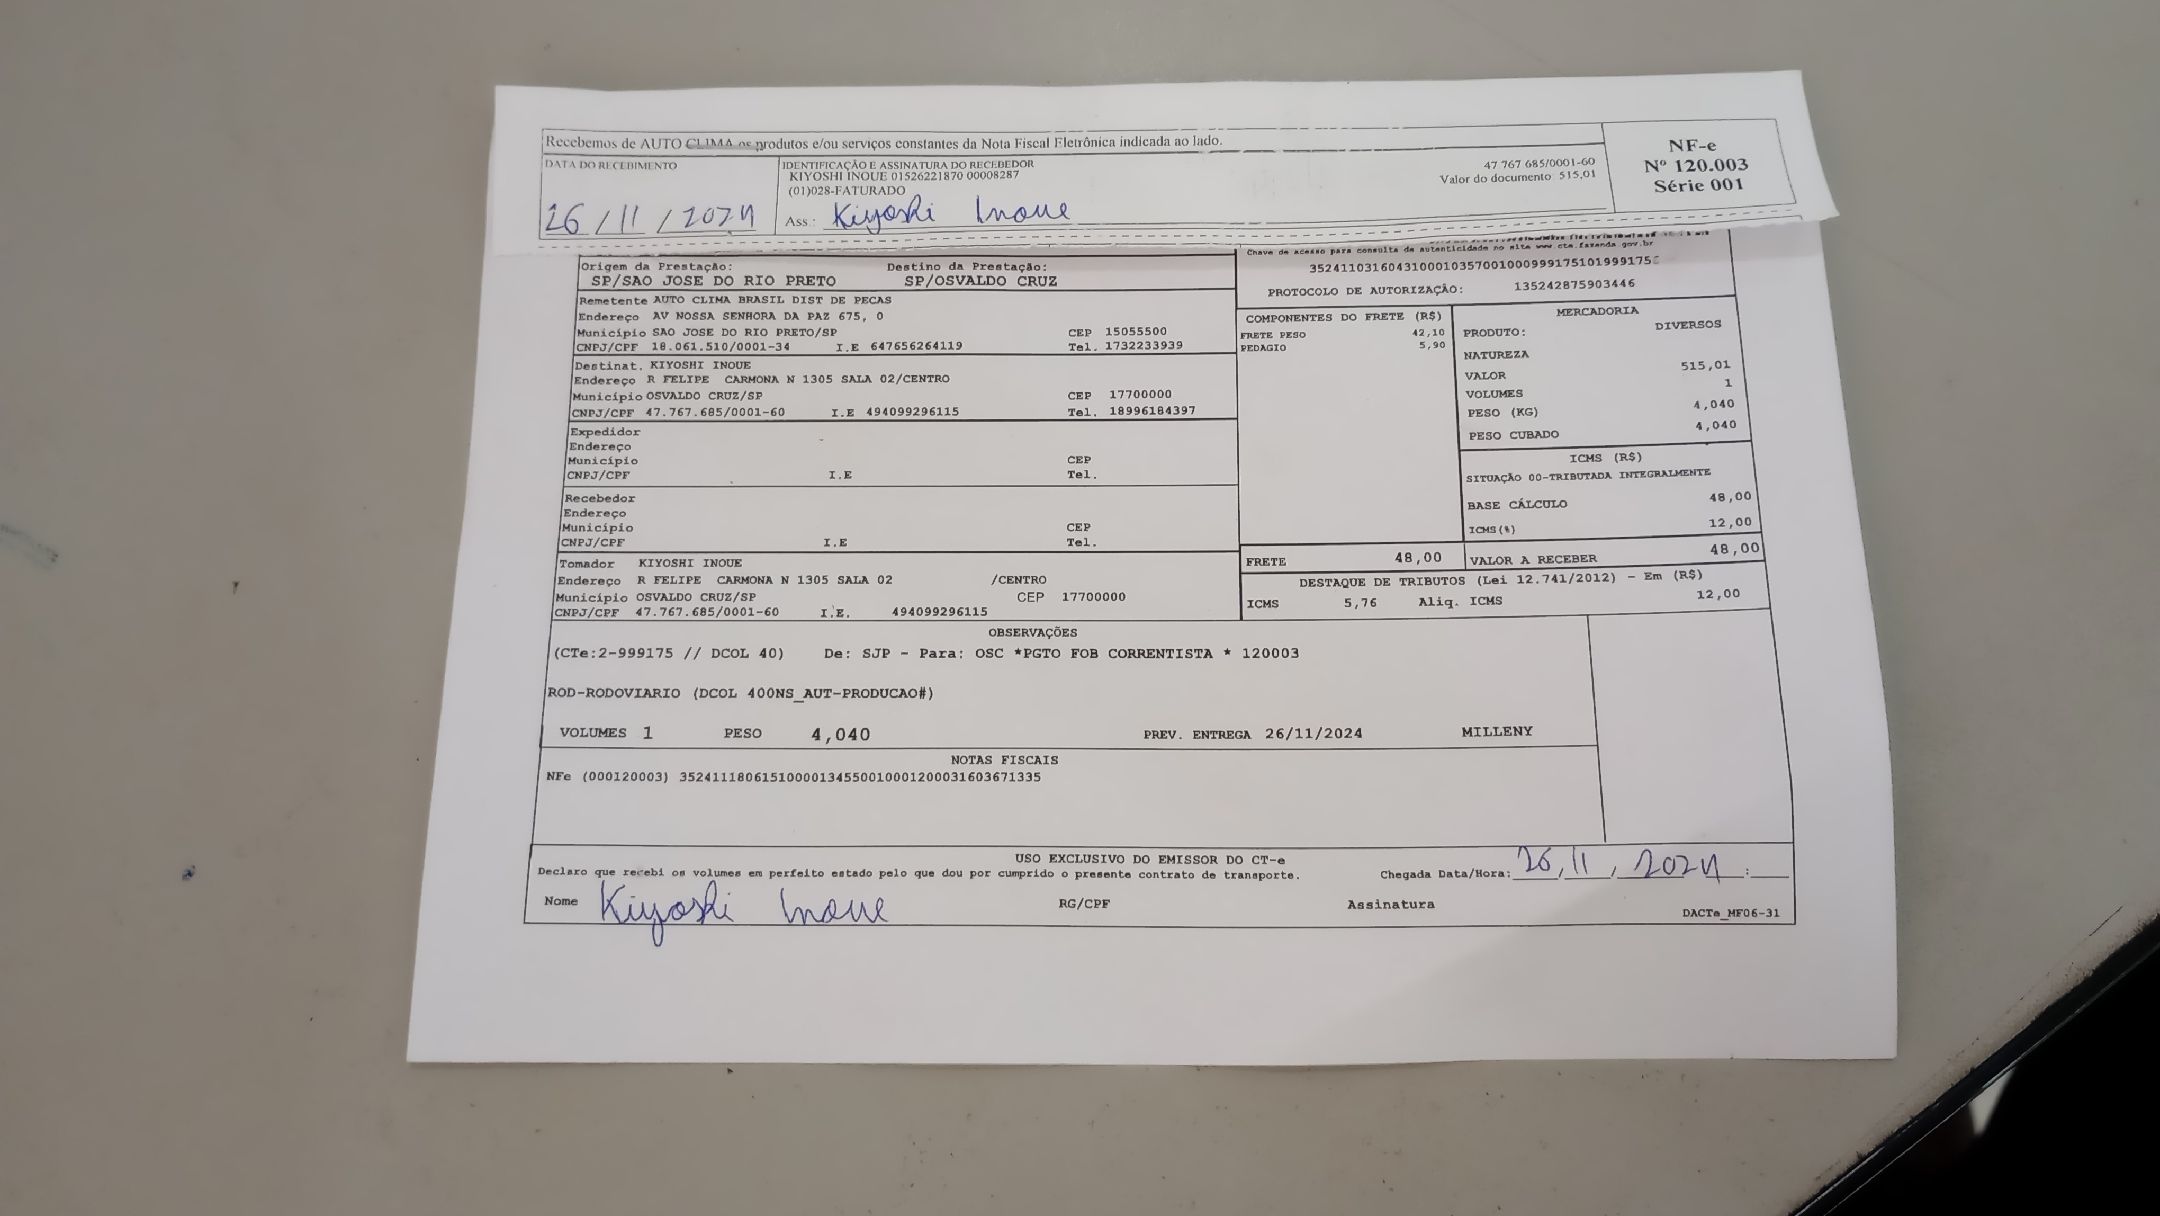 Recebemos de AUTO CLIMA os produtos e/ou serviços constantes da Nota Fiscal Eletrônica indicada ao lado.
DATA DO RECEBIMENTO
26/11/2024
IDENTIFICAÇÃO E ASSINATURA DO RECEBEDOR
KIYOSHI INOUE 01526221870 00008287
(01)028-FATURADO
Ass.: Kiyoshi Inoue
47 767 685/0001-60
Valor do documento 515,01
NF-e
Nº 120.003
Série 001
Chave de acesso para consulta de autenticidade no site www.cte.fazenda.gov.br
PROTOCOLO DE AUTORIZAÇÃO: 135242875903446
Origem da Prestação: Destino da Prestação:
SP/SAO JOSE DO RIO PRETO SP/OSVALDO CRUZ
Remetente AUTO CLIMA BRASIL DIST DE PECAS
Endereço AV NOSSA SENHORA DA PAZ 675, 0
Município SAO JOSE DO RIO PRETO/SP CEP 15055500
CNPJ/CPF 18.061.510/0001-34 I.E 647656264119 Tel. 1732233939
Destinat. KIYOSHI INOUE
Endereço R FELIPE CARMONA N 1305 SALA 02/CENTRO
Município OSVALDO CRUZ/SP CEP 17700000
CNPJ/CPF 47.767.685/0001-60 I.E 494099296115 Tel. 18996184397
Expedidor
Endereço
Município CEP
CNPJ/CPF I.E Tel.
Recebedor
Endereço
Município CEP
CNPJ/CPF I.E Tel.
Tomador KIYOSHI INOUE
Endereço R FELIPE CARMONA N 1305 SALA 02 /CENTRO
Município OSVALDO CRUZ/SP CEP 17700000
CNPJ/CPF 47.767.685/0001-60 I.E. 494099296115
COMPONENTES DO FRETE (R$)
FRETE PESO 42,10
PEDAGIO 5,90
FRETE 48,00
MERCADORIA
PRODUTO: DIVERSOS
NATUREZA
VALOR 515,01
VOLUMES 1
PESO (KG) 4,040
PESO CUBADO 4,040
ICMS (R$)
SITUAÇÃO 00-TRIBUTADA INTEGRALMENTE
BASE CÁLCULO 48,00
ICMS(%) 12,00
VALOR A RECEBER 48,00
DESTAQUE DE TRIBUTOS (Lei 12.741/2012) - Em (R$)
ICMS 5,76 Aliq. ICMS 12,00
OBSERVAÇÕES
(CTe:2-999175 // DCOL 40) De: SJP - Para: OSC *PGTO FOB CORRENTISTA * 120003
ROD-RODOVIARIO (DCOL 400NS_AUT-PRODUCAO#)
VOLUMES 1 PESO 4,040 PREV. ENTREGA 26/11/2024 MILLENY
NOTAS FISCAIS
NFe (000120003) 35241118061510000134550010001200031603671335
USO EXCLUSIVO DO EMISSOR DO CT-e
Declaro que recebi os volumes em perfeito estado pelo que dou por cumprido o presente contrato de transporte. Chegada Data/Hora: 26/11/2024 :
Nome Kiyoshi Inoue RG/CPF Assinatura
DACTe_MF06-31